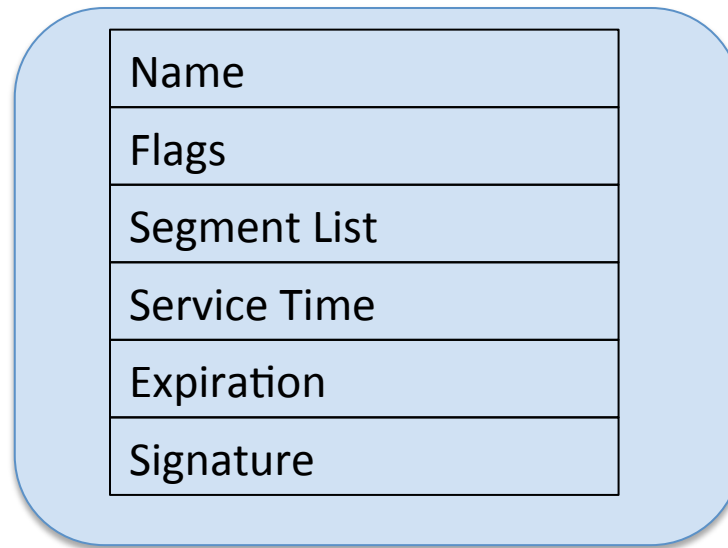 Name
Flags
Segment List
Service Time
Expiration
Signature